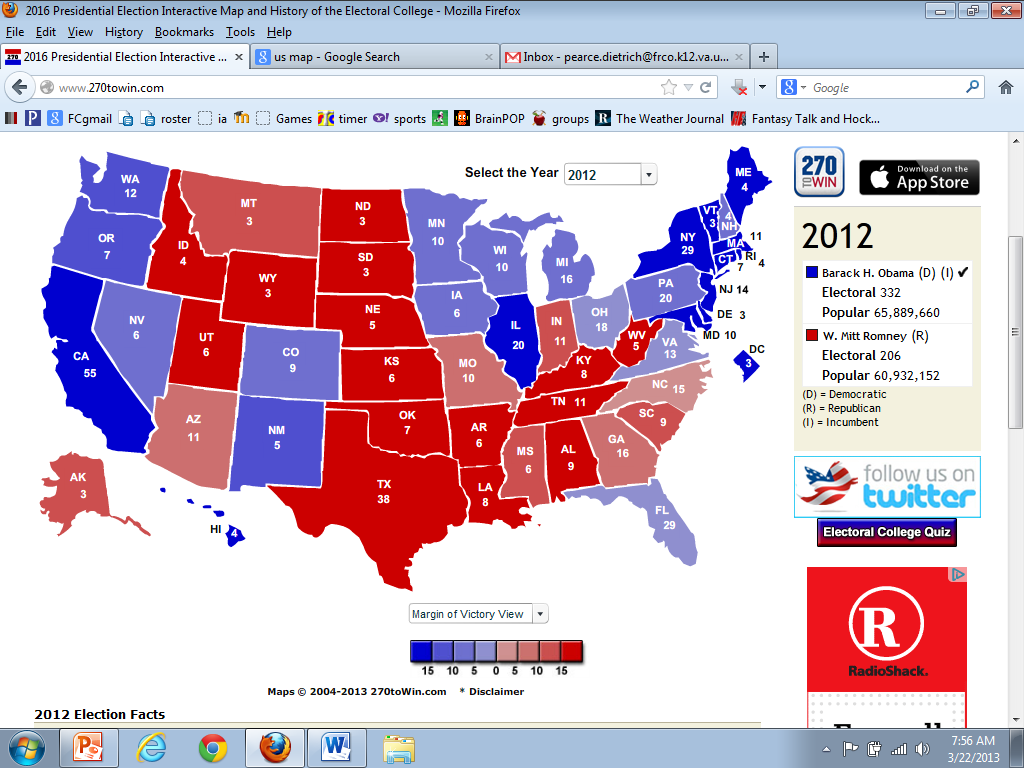 2016 Presidential Election Interactive Map and History of the Electoral College - Mozilla Firefox
File Edit View History Bookmarks Tools Help
270 2016 Presidential Election Interactive ...
us map - Google Search
Inbox - pearce.dietrich@frco.k12.va.u...
www.270towin.com
Google
FCgmail roster ia Games timer sports BrainPOP groups The Weather Journal Fantasy Talk and Hock...
Select the Year 2012
WA
12
OR
7
CA
55
NV
6
ID
4
MT
3
WY
3
UT
6
AZ
11
CO
9
NM
5
ND
3
SD
3
NE
5
KS
6
OK
7
TX
38
MN
10
IA
6
MO
10
AR
6
LA
8
WI
10
IL
20
MI
16
IN
11
OH
18
KY
8
TN 11
MS
6
AL
9
GA
16
FL
29
SC
9
NC 15
VA
13
WV
5
PA
20
NY
29
VT
3
4
NH
ME
4
MA
11
RI 4
CT
7
NJ 14
DE 3
MD 10
DC
3
AK
3
HI
4
Margin of Victory View
15 10 5 0 5 10 15
Maps © 2004-2013 270toWin.com * Disclaimer
2012 Election Facts
270
TO
WIN
Download on the
App Store
2012
Barack H. Obama (D) (I) ✔
Electoral 332
Popular 65,889,660
W. Mitt Romney (R)
Electoral 206
Popular 60,932,152
(D) = Democratic
(R) = Republican
(I) = Incumbent
follow us on
twitter
Electoral College Quiz
R
RadioShack.
7:56 AM
3/22/2013